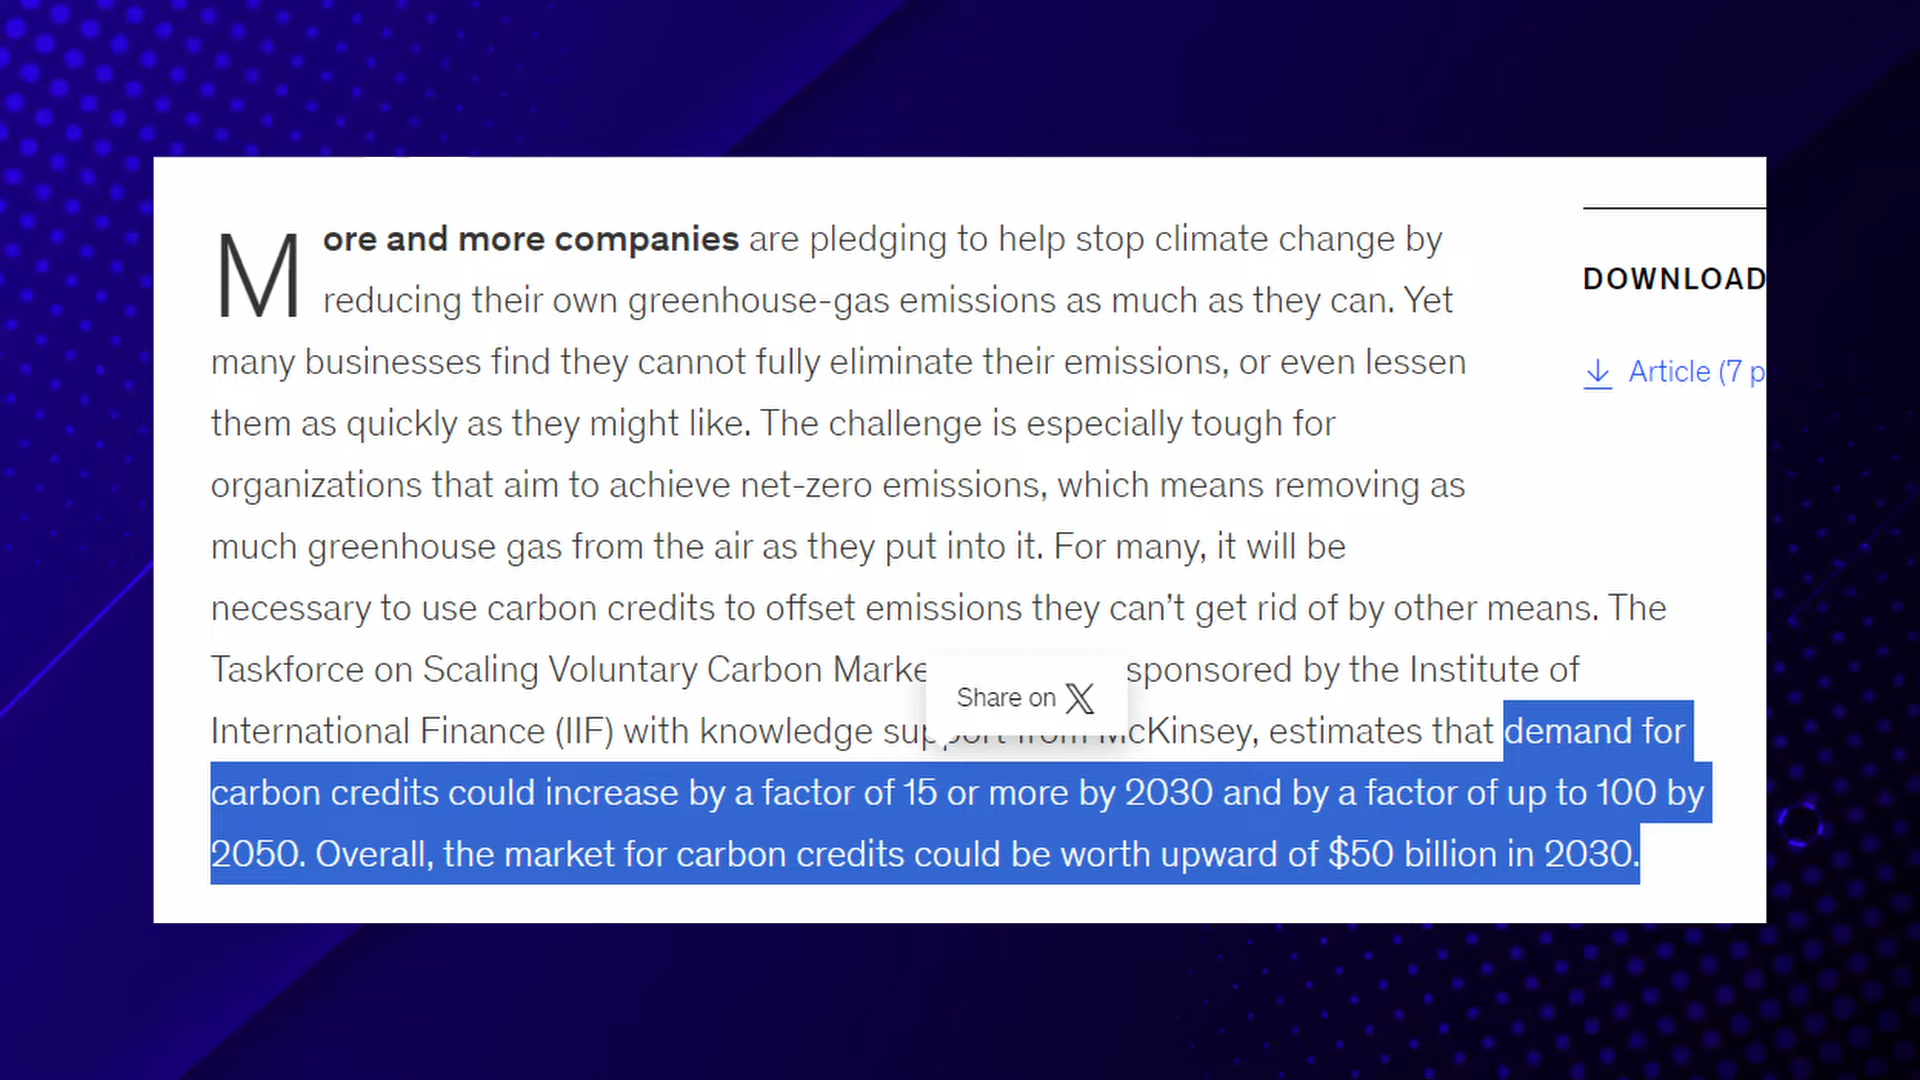 More and more companies are pledging to help stop climate change by
reducing their own greenhouse-gas emissions as much as they can. Yet
many businesses find they cannot fully eliminate their emissions, or even lessen
them as quickly as they might like. The challenge is especially tough for
organizations that aim to achieve net-zero emissions, which means removing as
much greenhouse gas from the air as they put into it. For many, it will be
necessary to use carbon credits to offset emissions they can’t get rid of by other means. The
Taskforce on Scaling Voluntary Carbon Marke sponsored by the Institute of
International Finance (IIF) with knowledge support from McKinsey, estimates that demand for
carbon credits could increase by a factor of 15 or more by 2030 and by a factor of up to 100 by
2050. Overall, the market for carbon credits could be worth upward of $50 billion in 2030.
Share on X
DOWNLOAD
Article (7 p